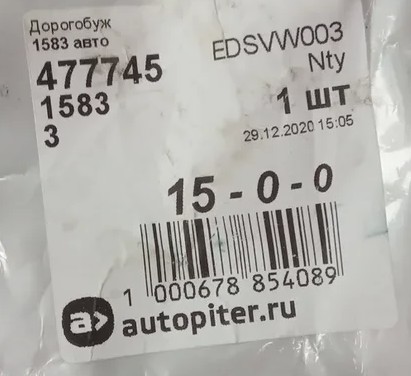 Дорогобуж
1583 авто
477745
1583
3
EDSVW003
Nty
1 шт
29.12.2020 15:05
15 - 0 - 0
1 000678 854089
a> autopiter.ru